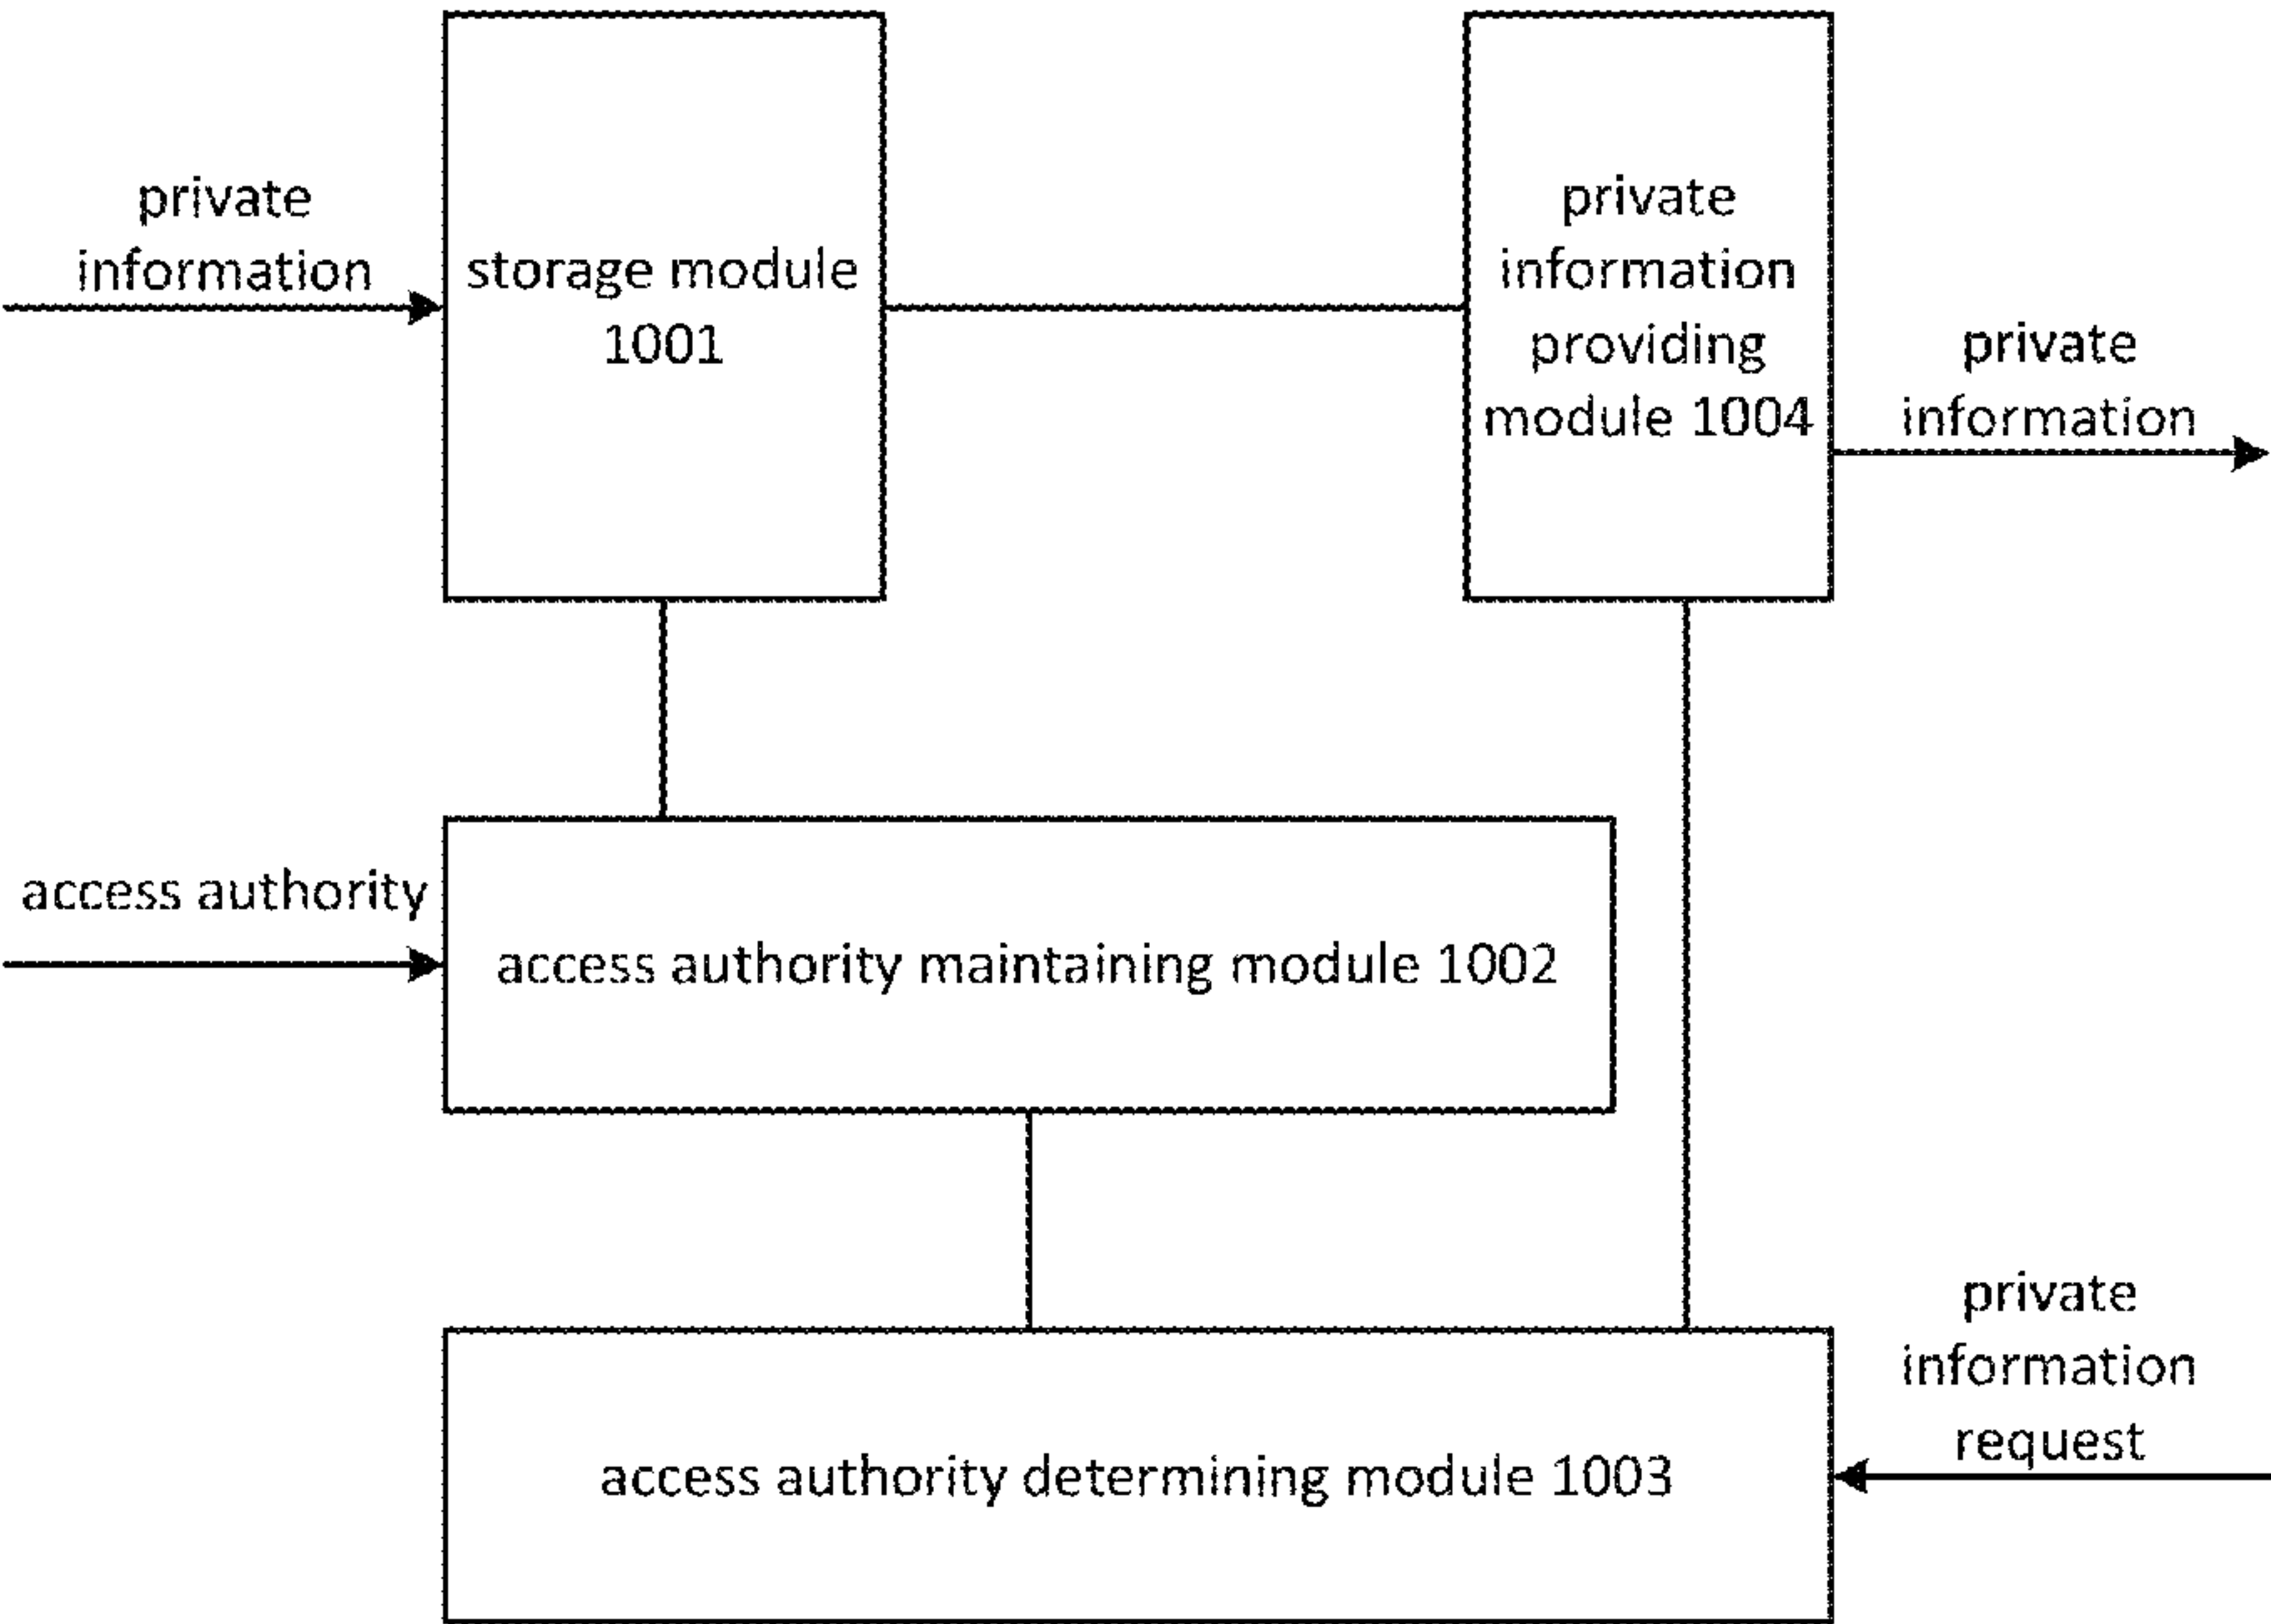 private
information
storage module
1001
private
information
providing
module 1004
private
information
access authority
access authority maintaining module 1002
private
information
request
access authority determining module 1003